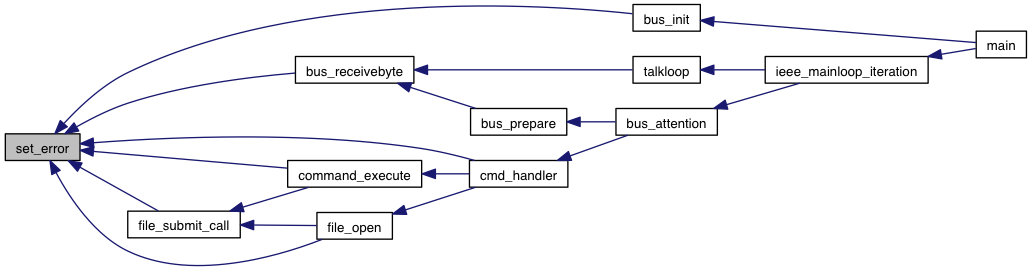 bus_init
main
bus_receivebyte
talkloop
ieee_mainloop_iteration
bus_prepare
bus_attention
set_error
command_execute
cmd_handler
file_submit_call
file_open